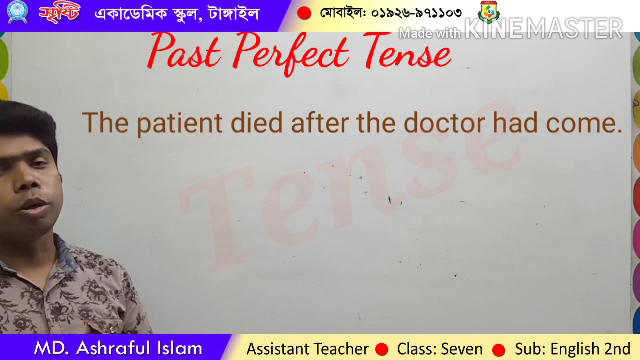 সৃষ্টি একাডেমিক স্কুল, টাঙ্গাইল মোবাইল: ০১৯২৬-৯৭১১০৩
Made with KINEMASTER
Past Perfect Tense
The patient died after the doctor had come.
Tense
MD. Ashraful Islam Assistant Teacher Class: Seven Sub: English 2nd